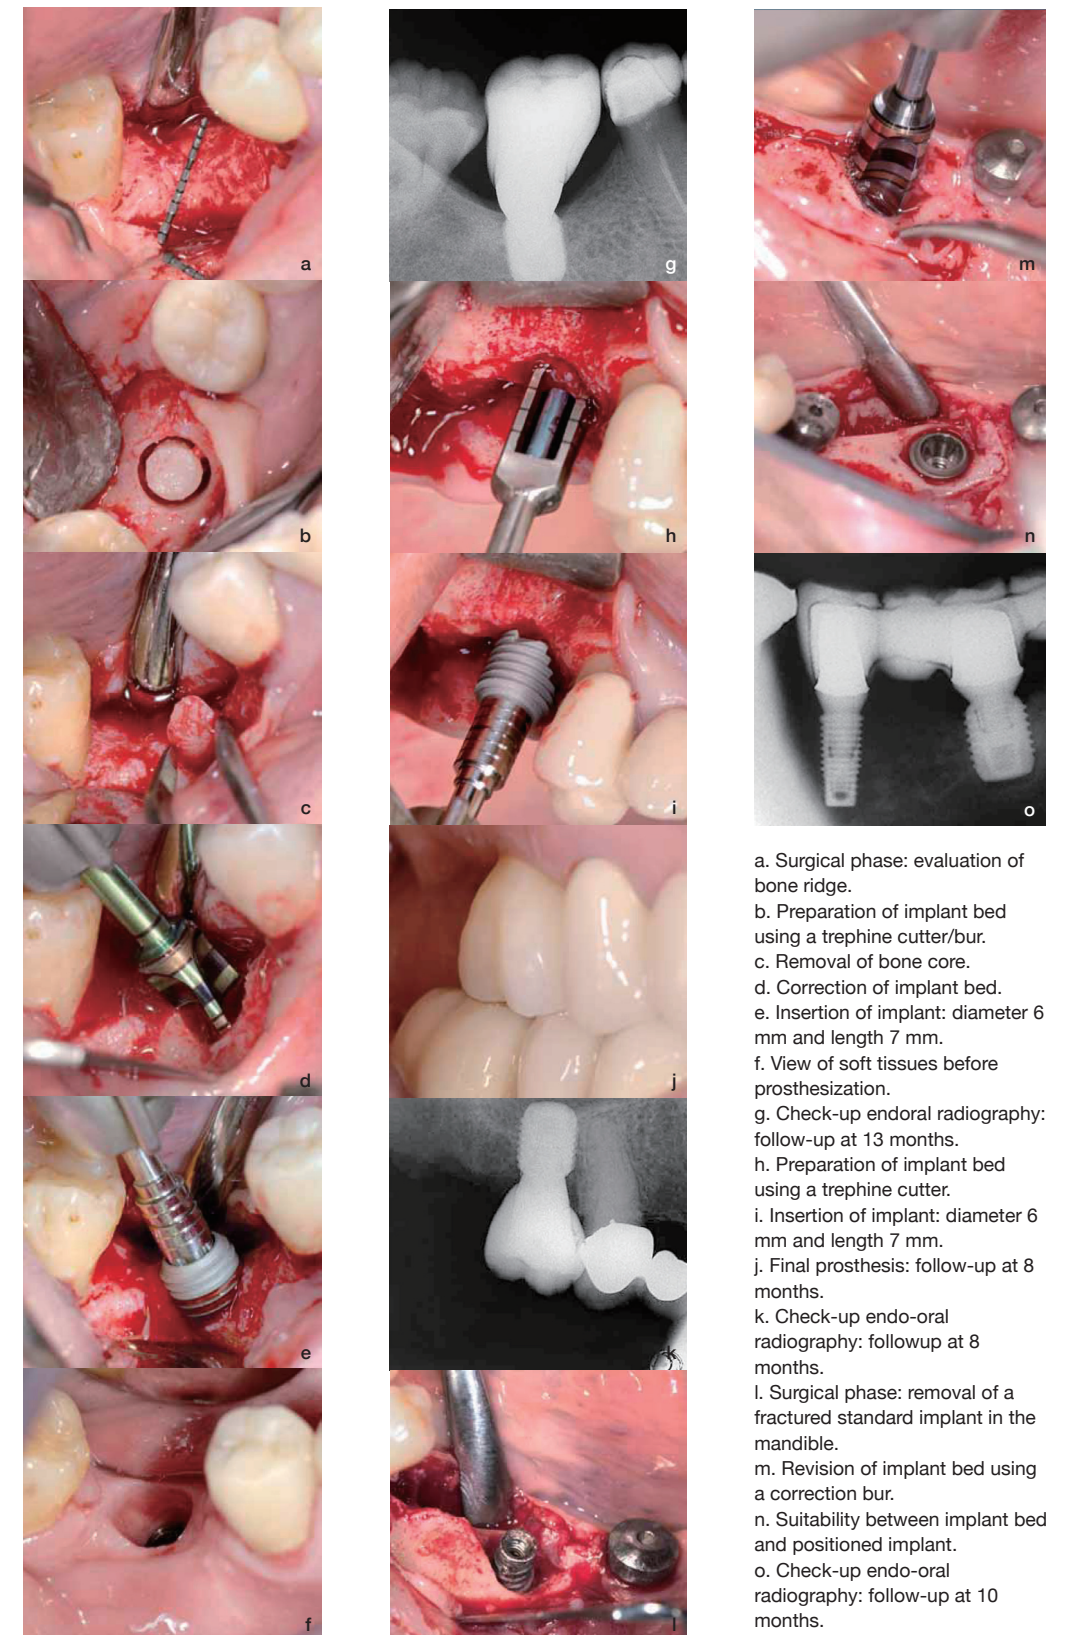 a
b
c
d
e
f
g
h
i
j
k
l
m
n
o
a. Surgical phase: evaluation of
bone ridge.
b. Preparation of implant bed
using a trephine cutter/bur.
c. Removal of bone core.
d. Correction of implant bed.
e. Insertion of implant: diameter 6
mm and length 7 mm.
f. View of soft tissues before
prosthesization.
g. Check-up endoral radiography:
follow-up at 13 months.
h. Preparation of implant bed
using a trephine cutter.
i. Insertion of implant: diameter 6
mm and length 7 mm.
j. Final prosthesis: follow-up at 8
months.
k. Check-up endo-oral
radiography: followup at 8
months.
l. Surgical phase: removal of a
fractured standard implant in the
mandible.
m. Revision of implant bed using
a correction bur.
n. Suitability between implant bed
and positioned implant.
o. Check-up endo-oral
radiography: follow-up at 10
months.